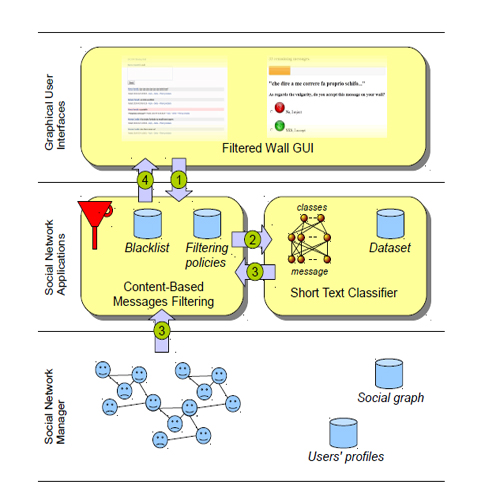 Graphical User
Interfaces
"che dire a me correre fa proprio schifo..."
As regards the vulgarity, do you accept this message on your wall?
No, I reject
YES, I accept
Filtered Wall GUI
4
1
Social Network
Applications
Blacklist
Filtering
policies
Content-Based
Messages Filtering
2
3
classes
message
Dataset
Short Text Classifier
3
Social Network
Manager
Social graph
Users' profiles